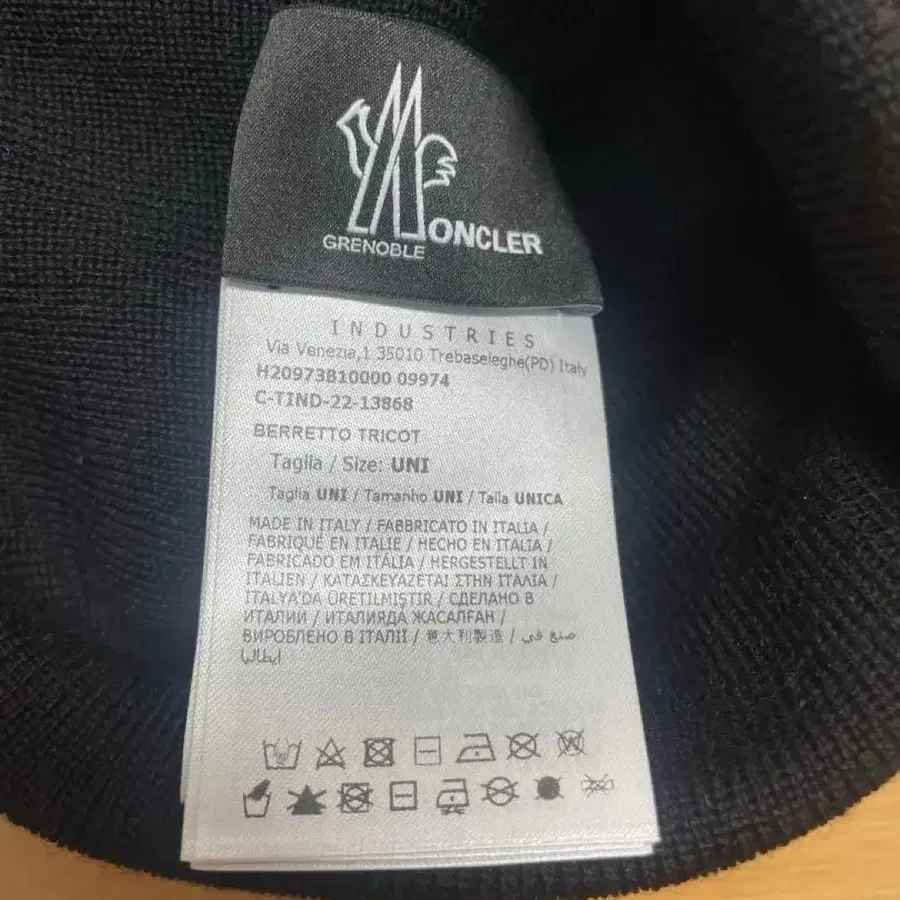 GRENOBLE MONCLER
INDUSTRIES
Via Venezia,1 35010 Trebaseleghe(PD) Italy
H20973B10000 09974
C-TIND-22-13868
BERRETTO TRICOT
Taglia / Size: UNI
Taglia UNI / Tamanho UNI / Talla UNICA
MADE IN ITALY / FABBRICATO IN ITALIA /
FABRIQUÉ EN ITALIE / HECHO EN ITALIA /
FABRICADO EM ITÁLIA / HERGESTELLT IN
ITALIEN / ΚΑΤΑΣΚΕΥΑΖΕΤΑΙ ΣΤΗΝ ΙΤΑΛΙΑ /
ITALYA'DA ÜRETILMIŞTIR / СДЕЛАНО В
ИТАЛИИ / ИТАЛИЯДА ЖАСАЛҒАН /
ВИРОБЛЕНО В ІТАЛІЇ / 意大利製造 / صنع في
ايطاليا